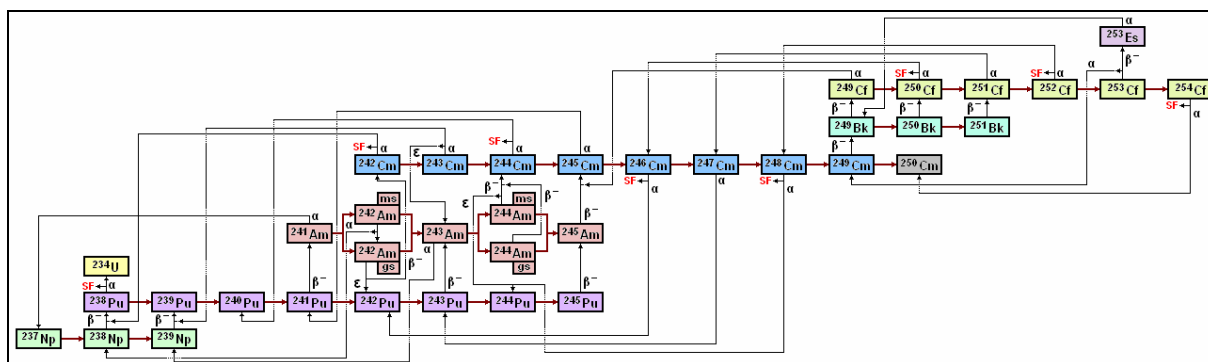 α ²⁵³Es
α β⁻
α SF α α SF α
²⁴⁹Cf ²⁵⁰Cf ²⁵¹Cf ²⁵²Cf ²⁵³Cf ²⁵⁴Cf
β⁻ β⁻ β⁻ SF
²⁴⁹Bk ²⁵⁰Bk ²⁵¹Bk α
SF α ε α SF α α β⁻
²⁴²Cm ²⁴³Cm ²⁴⁴Cm ²⁴⁵Cm ²⁴⁶Cm ²⁴⁷Cm ²⁴⁸Cm ²⁴⁹Cm ²⁵⁰Cm
β⁻ β⁻ SF α α SF α
ms ε ms
α ²⁴²Am α ²⁴⁴Am β⁻
²⁴¹Am ²⁴³Am ²⁴⁵Am
²⁴²Am α ²⁴⁴Am
gs β⁻ gs
²³⁴U
SF α β⁻ ε β⁻ β⁻
²³⁸Pu ²³⁹Pu ²⁴⁰Pu ²⁴¹Pu ²⁴²Pu ²⁴³Pu ²⁴⁴Pu ²⁴⁵Pu
β⁻ β⁻
²³⁷Np ²³⁸Np ²³⁹Np